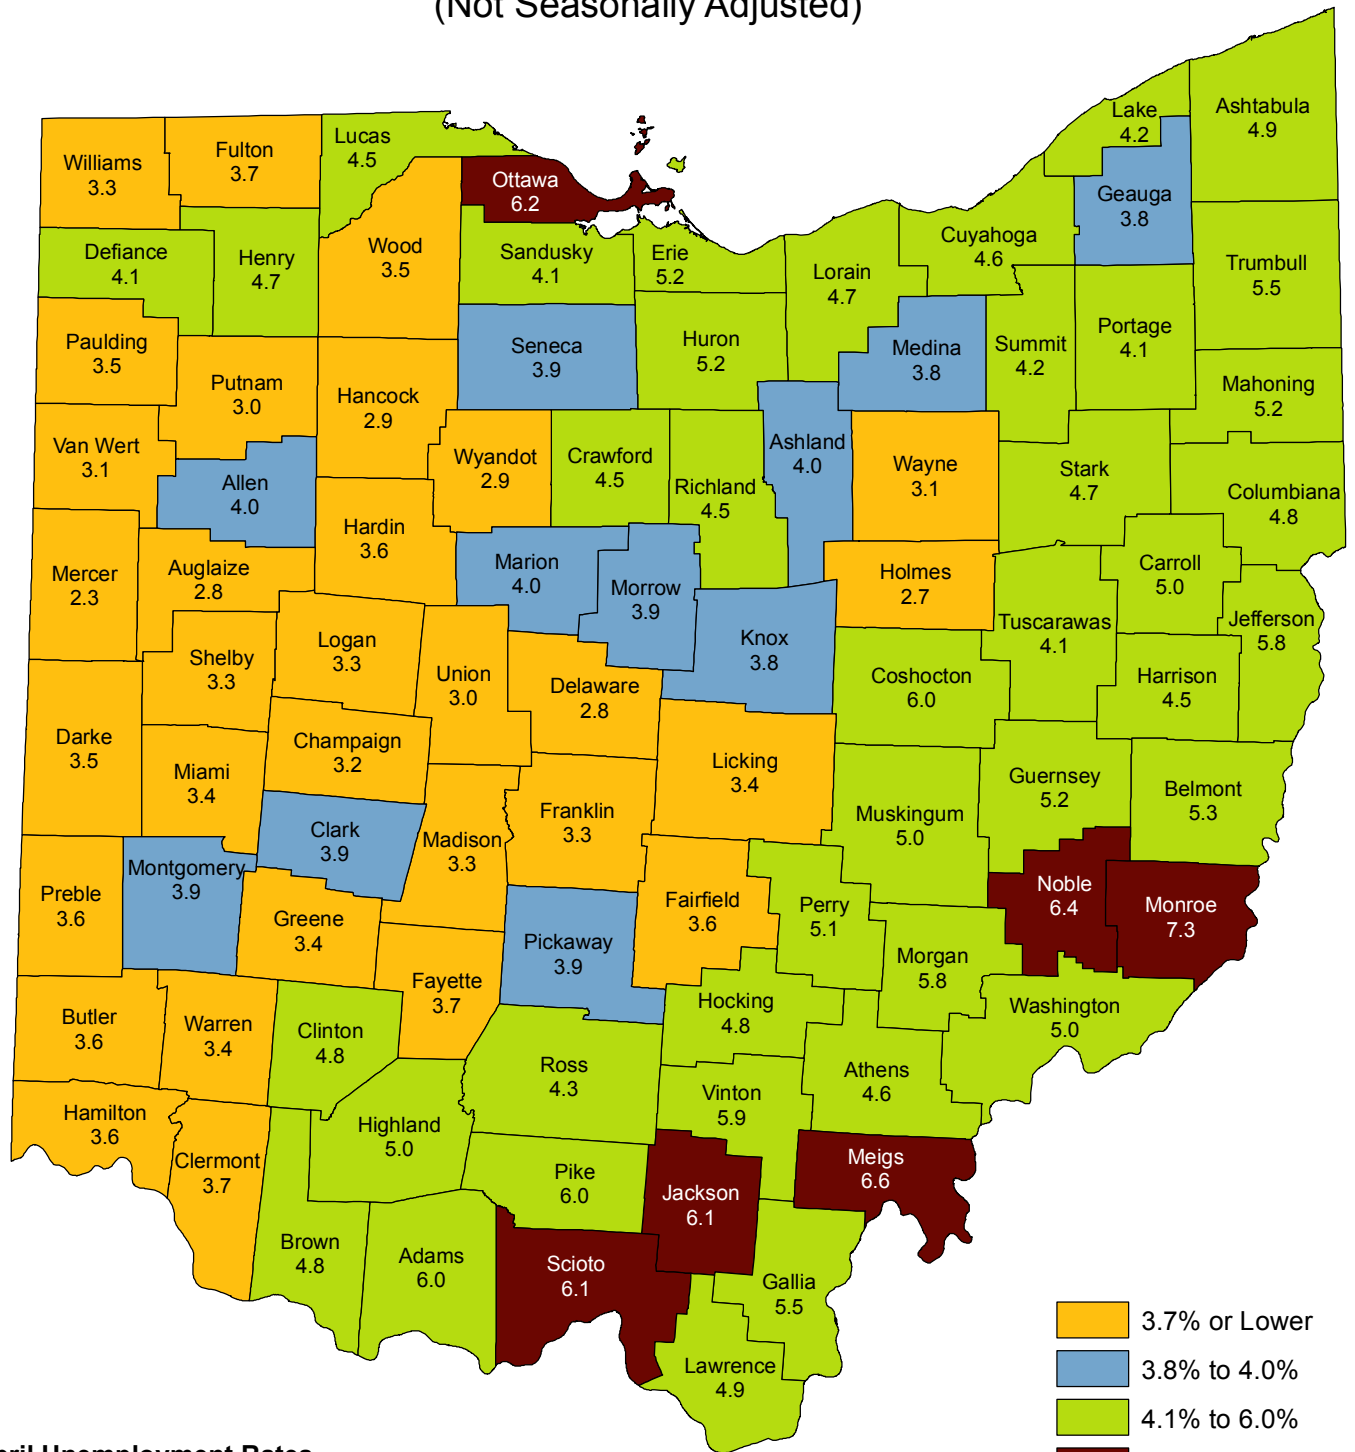 (Not Seasonally Adjusted)
Lake
4.2
Ashtabula
4.9
Lucas
4.5
Fulton
3.7
Williams
3.3
Ottawa
6.2
Geauga
3.8
Cuyahoga
4.6
Wood
3.5
Sandusky
4.1
Erie
5.2
Defiance
4.1
Henry
4.7
Lorain
4.7
Trumbull
5.5
Portage
4.1
Paulding
3.5
Seneca
3.9
Huron
5.2
Medina
3.8
Summit
4.2
Putnam
3.0
Hancock
2.9
Mahoning
5.2
Van Wert
3.1
Wyandot
2.9
Crawford
4.5
Richland
4.5
Ashland
4.0
Wayne
3.1
Stark
4.7
Columbiana
4.8
Allen
4.0
Hardin
3.6
Mercer
2.3
Auglaize
2.8
Marion
4.0
Morrow
3.9
Holmes
2.7
Carroll
5.0
Tuscarawas
4.1
Jefferson
5.8
Shelby
3.3
Logan
3.3
Union
3.0
Delaware
2.8
Knox
3.8
Coshocton
6.0
Harrison
4.5
Darke
3.5
Miami
3.4
Champaign
3.2
Licking
3.4
Guernsey
5.2
Belmont
5.3
Franklin
3.3
Muskingum
5.0
Clark
3.9
Madison
3.3
Montgomery
3.9
Preble
3.6
Greene
3.4
Fairfield
3.6
Perry
5.1
Noble
6.4
Monroe
7.3
Pickaway
3.9
Morgan
5.8
Fayette
3.7
Hocking
4.8
Washington
5.0
Butler
3.6
Warren
3.4
Clinton
4.8
Ross
4.3
Athens
4.6
Vinton
5.9
Hamilton
3.6
Highland
5.0
Clermont
3.7
Pike
6.0
Jackson
6.1
Meigs
6.6
Brown
4.8
Adams
6.0
Scioto
6.1
Gallia
5.5
Lawrence
4.9
3.7% or Lower
3.8% to 4.0%
4.1% to 6.0%
Unemployment Rates